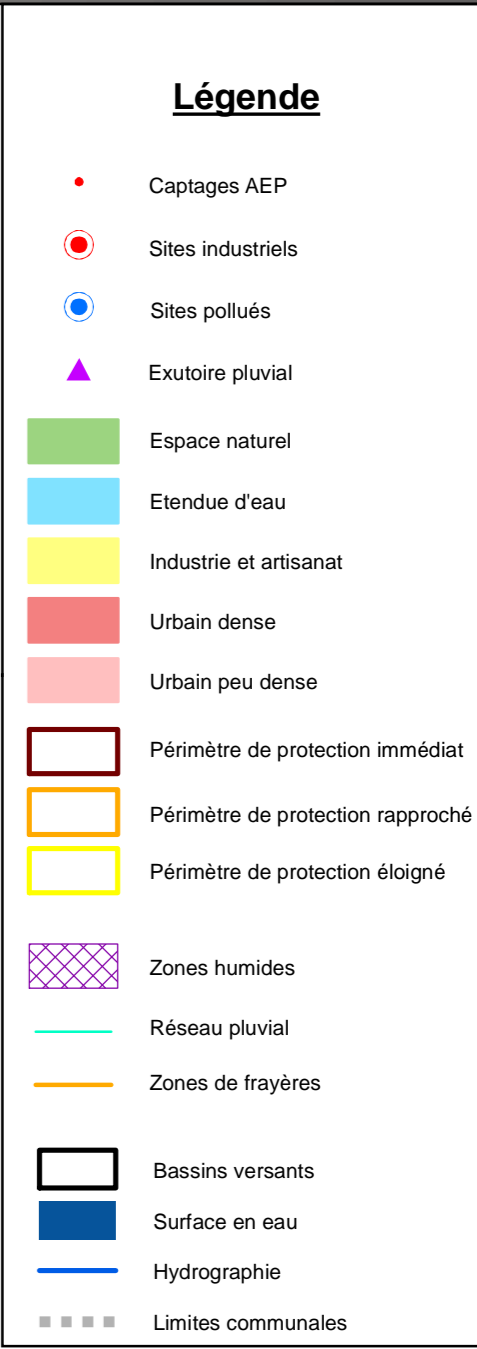 Légende
Captages AEP
Sites industriels
Sites pollués
Exutoire pluvial
Espace naturel
Etendue d'eau
Industrie et artisanat
Urbain dense
Urbain peu dense
Périmètre de protection immédiat
Périmètre de protection rapproché
Périmètre de protection éloigné
Zones humides
Réseau pluvial
Zones de frayères
Bassins versants
Surface en eau
Hydrographie
Limites communales